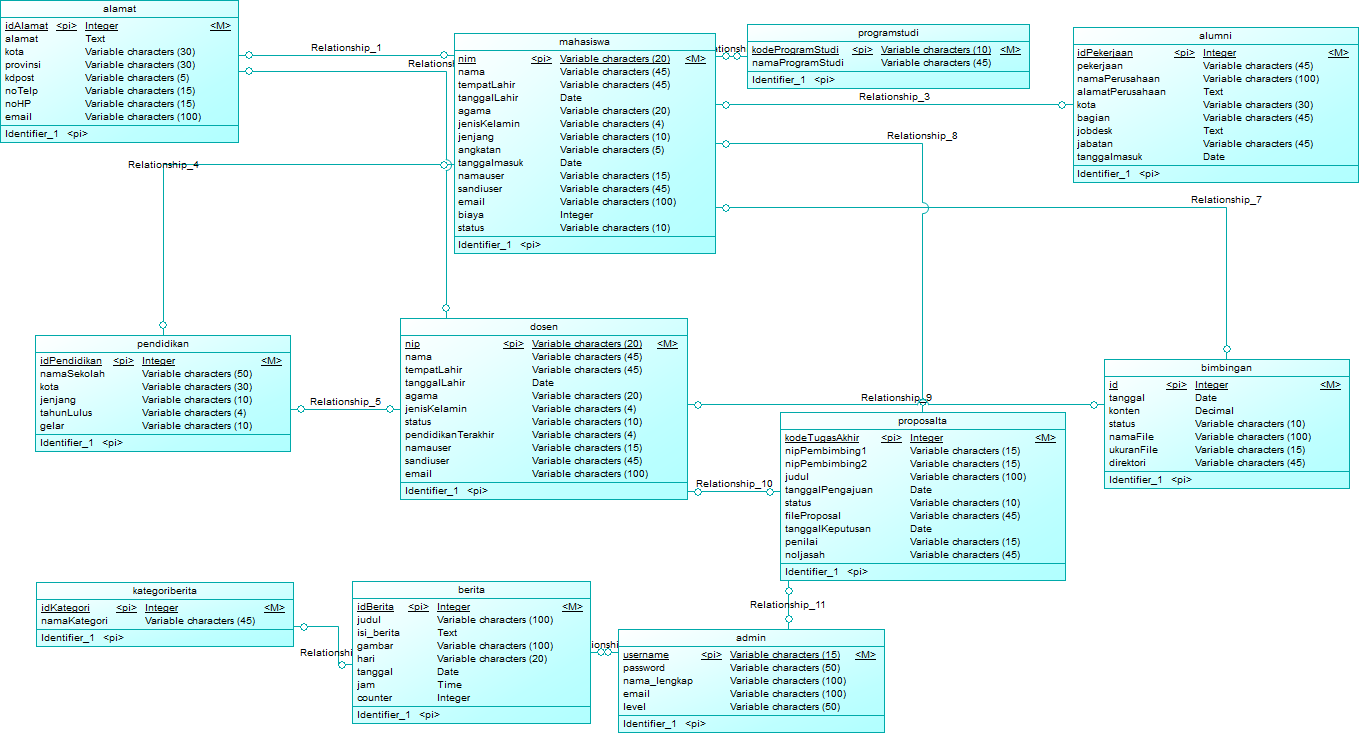 alamat
idAlamat <pi> Integer <M>
alamat Text
kota Variable characters (30)
provinsi Variable characters (30)
kdpost Variable characters (5)
noTelp Variable characters (15)
noHP Variable characters (15)
email Variable characters (100)
Identifier_1 <pi>
Relationship_1
mahasiswa
nim <pi> Variable characters (20) <M>
nama Variable characters (45)
tempatLahir Variable characters (45)
tanggalLahir Date
agama Variable characters (20)
jenisKelamin Variable characters (4)
jenjang Variable characters (10)
angkatan Variable characters (5)
tanggalmasuk Date
namauser Variable characters (15)
sandiuser Variable characters (45)
email Variable characters (100)
biaya Integer
status Variable characters (10)
Identifier_1 <pi>
programstudi
kodeProgramStudi <pi> Variable characters (10) <M>
namaProgramStudi Variable characters (45)
Identifier_1 <pi>
alumni
idPekerjaan <pi> Integer <M>
pekerjaan Variable characters (45)
namaPerusahaan Variable characters (100)
alamatPerusahaan Text
kota Variable characters (30)
bagian Variable characters (45)
jobdesk Text
jabatan Variable characters (45)
tanggalmasuk Date
Identifier_1 <pi>
Relationship_3
Relationship_8
Relationship_4
Relationship_7
pendidikan
idPendidikan <pi> Integer <M>
namaSekolah Variable characters (50)
kota Variable characters (30)
jenjang Variable characters (10)
tahunLulus Variable characters (4)
gelar Variable characters (10)
Identifier_1 <pi>
Relationship_5
dosen
nip <pi> Variable characters (20) <M>
nama Variable characters (45)
tempatLahir Variable characters (45)
tanggalLahir Date
agama Variable characters (20)
jenisKelamin Variable characters (4)
status Variable characters (10)
pendidikanTerakhir Variable characters (4)
namauser Variable characters (15)
sandiuser Variable characters (45)
email Variable characters (100)
Identifier_1 <pi>
Relationship_9
Relationship_10
proposalta
kodeTugasAkhir <pi> Integer <M>
nipPembimbing1 Variable characters (15)
nipPembimbing2 Variable characters (15)
judul Variable characters (100)
tanggalPengajuan Date
status Variable characters (10)
fileProposal Variable characters (45)
tanggalKeputusan Date
penilai Variable characters (15)
noIjasah Variable characters (45)
Identifier_1 <pi>
bimbingan
id <pi> Integer <M>
tanggal Date
konten Decimal
status Variable characters (10)
namaFile Variable characters (100)
ukuranFile Variable characters (15)
direktori Variable characters (45)
Identifier_1 <pi>
kategoriberita
idKategori <pi> Integer <M>
namaKategori Variable characters (45)
Identifier_1 <pi>
berita
idBerita <pi> Integer <M>
judul Variable characters (100)
isi_berita Text
gambar Variable characters (100)
hari Variable characters (20)
tanggal Date
jam Time
counter Integer
Identifier_1 <pi>
Relationship_11
admin
username <pi> Variable characters (15) <M>
password Variable characters (50)
nama_lengkap Variable characters (100)
email Variable characters (100)
level Variable characters (50)
Identifier_1 <pi>